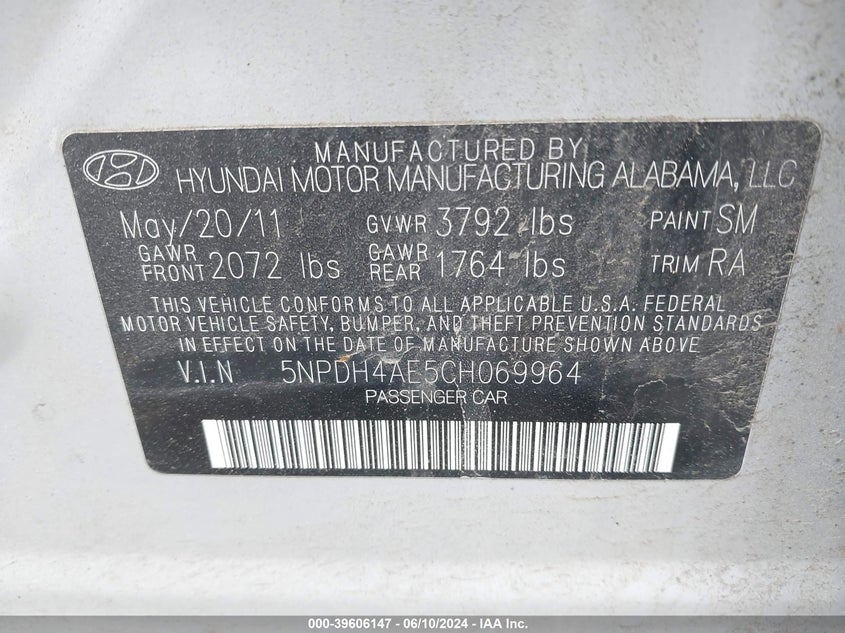 MANUFACTURED BY
HYUNDAI MOTOR MANUFACTURING ALABAMA, LLC
May/20/11 GVWR 3792 lbs PAINT SM
GAWR FRONT 2072 lbs GAWR REAR 1764 lbs TRIM RA
THIS VEHICLE CONFORMS TO ALL APPLICABLE U.S.A. FEDERAL
MOTOR VEHICLE SAFETY, BUMPER, AND THEFT PREVENTION STANDARDS
IN EFFECT ON THE DATE OF MANUFACTURE SHOWN ABOVE
V.I.N 5NPDH4AE5CH069964
PASSENGER CAR
000-39606147 - 06/10/2024 - IAA Inc.